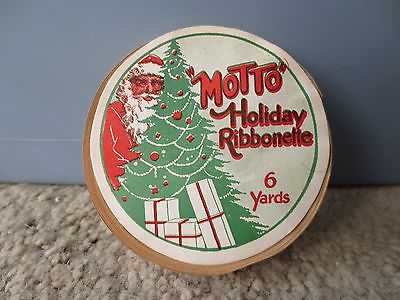 "MOTTO"
Holiday
Ribbonette
6
Yards